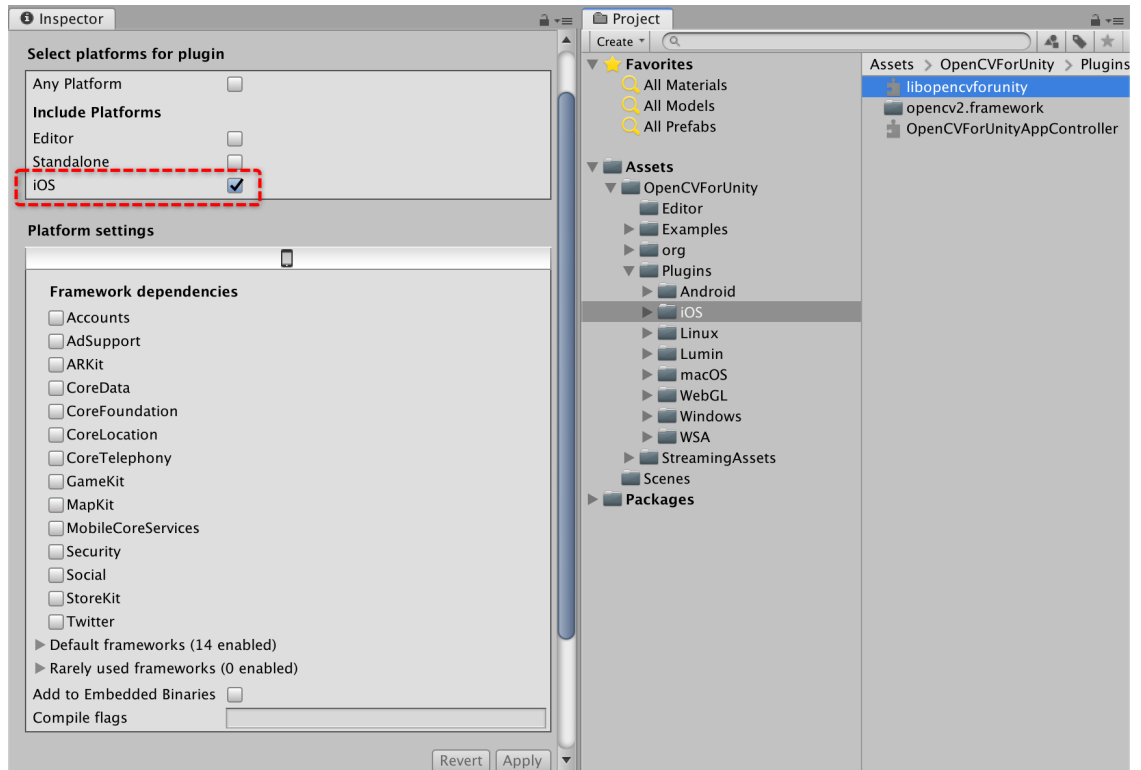 Inspector
Select platforms for plugin
Any Platform
Include Platforms
Editor
Standalone
iOS
Platform settings
Framework dependencies
Accounts
AdSupport
ARKit
CoreData
CoreFoundation
CoreLocation
CoreTelephony
GameKit
MapKit
MobileCoreServices
Security
Social
StoreKit
Twitter
Default frameworks (14 enabled)
Rarely used frameworks (0 enabled)
Add to Embedded Binaries
Compile flags
Revert Apply
Project
Create
Favorites
All Materials
All Models
All Prefabs
Assets
OpenCVForUnity
Editor
Examples
org
Plugins
Android
iOS
Linux
Lumin
macOS
WebGL
Windows
WSA
StreamingAssets
Scenes
Packages
Assets > OpenCVForUnity > Plugins
libopencvforunity
opencv2.framework
OpenCVForUnityAppController